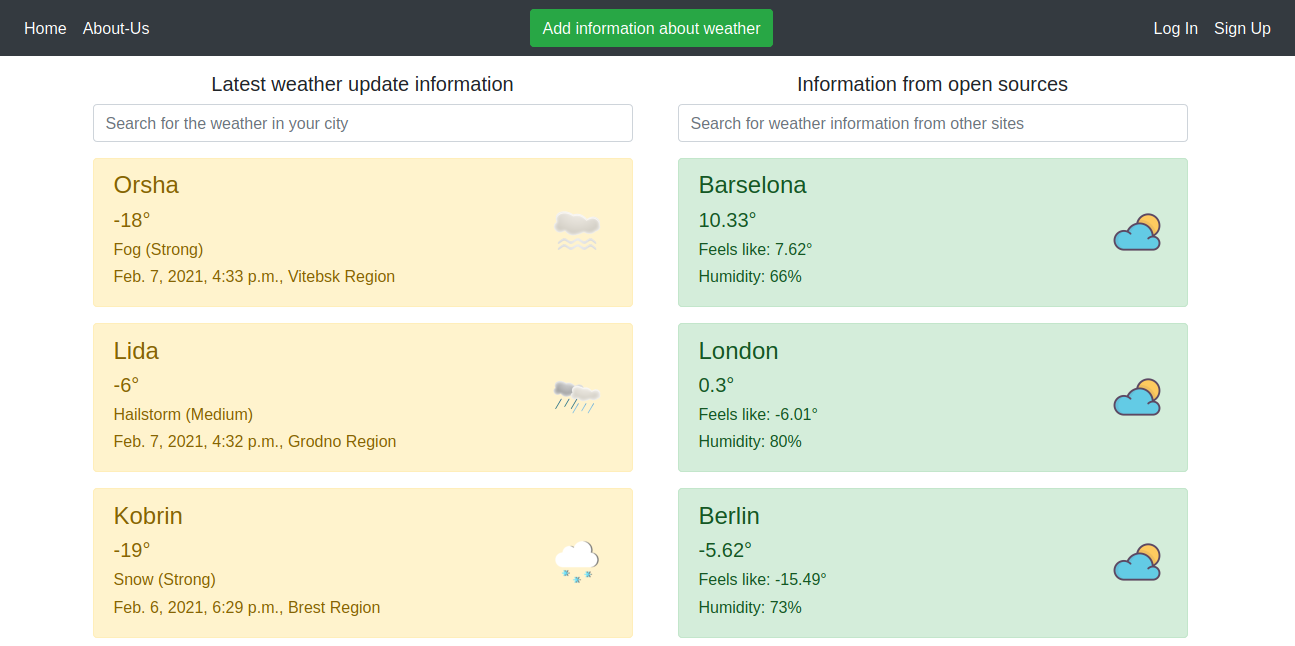 Home About-Us Add information about weather Log In Sign Up
Latest weather update information
Search for the weather in your city
Orsha
-18°
Fog (Strong)
Feb. 7, 2021, 4:33 p.m., Vitebsk Region
Lida
-6°
Hailstorm (Medium)
Feb. 7, 2021, 4:32 p.m., Grodno Region
Kobrin
-19°
Snow (Strong)
Feb. 6, 2021, 6:29 p.m., Brest Region
Information from open sources
Search for weather information from other sites
Barselona
10.33°
Feels like: 7.62°
Humidity: 66%
London
0.3°
Feels like: -6.01°
Humidity: 80%
Berlin
-5.62°
Feels like: -15.49°
Humidity: 73%